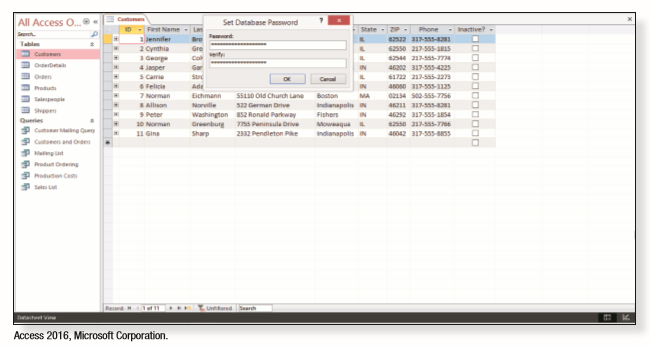 All Access O...
Search...
Tables
Customers
OrderDetails
Orders
Products
Salespeople
Shippers
Queries
Customer Mailing Query
Customers and Orders
Mailing List
Product Ordering
Production Costs
Sales List
Customers
ID First Name Las State ZIP Phone Inactive?
1 Jennifer Bro IL 62522 317-555-8281
2 Cynthia Gre IL 62550 217-555-1815
3 George Col IL 62544 217-555-7774
4 Jasper Gar IN 46202 317-555-4225
5 Carrie Stro IL 61722 217-555-2273
6 Felicia Ada IN 46060 317-555-1125
7 Norman Eichmann 55110 Old Church Lane Boston MA 02134 502-555-7756
8 Allison Norville 522 German Drive Indianapolis IN 46211 317-555-8281
9 Peter Washington 852 Ronald Parkway Fishers IN 46292 317-555-1854
10 Norman Greenburg 7755 Peninsula Drive Moweaqua IL 62550 217-555-7766
11 Gina Sharp 2332 Pendleton Pike Indianapolis IN 46042 317-555-8855
Set Database Password ?
Password:
********************
Verify:
********************
OK Cancel
Record: 1 of 11 Unfiltered Search
Datasheet View
Access 2016, Microsoft Corporation.